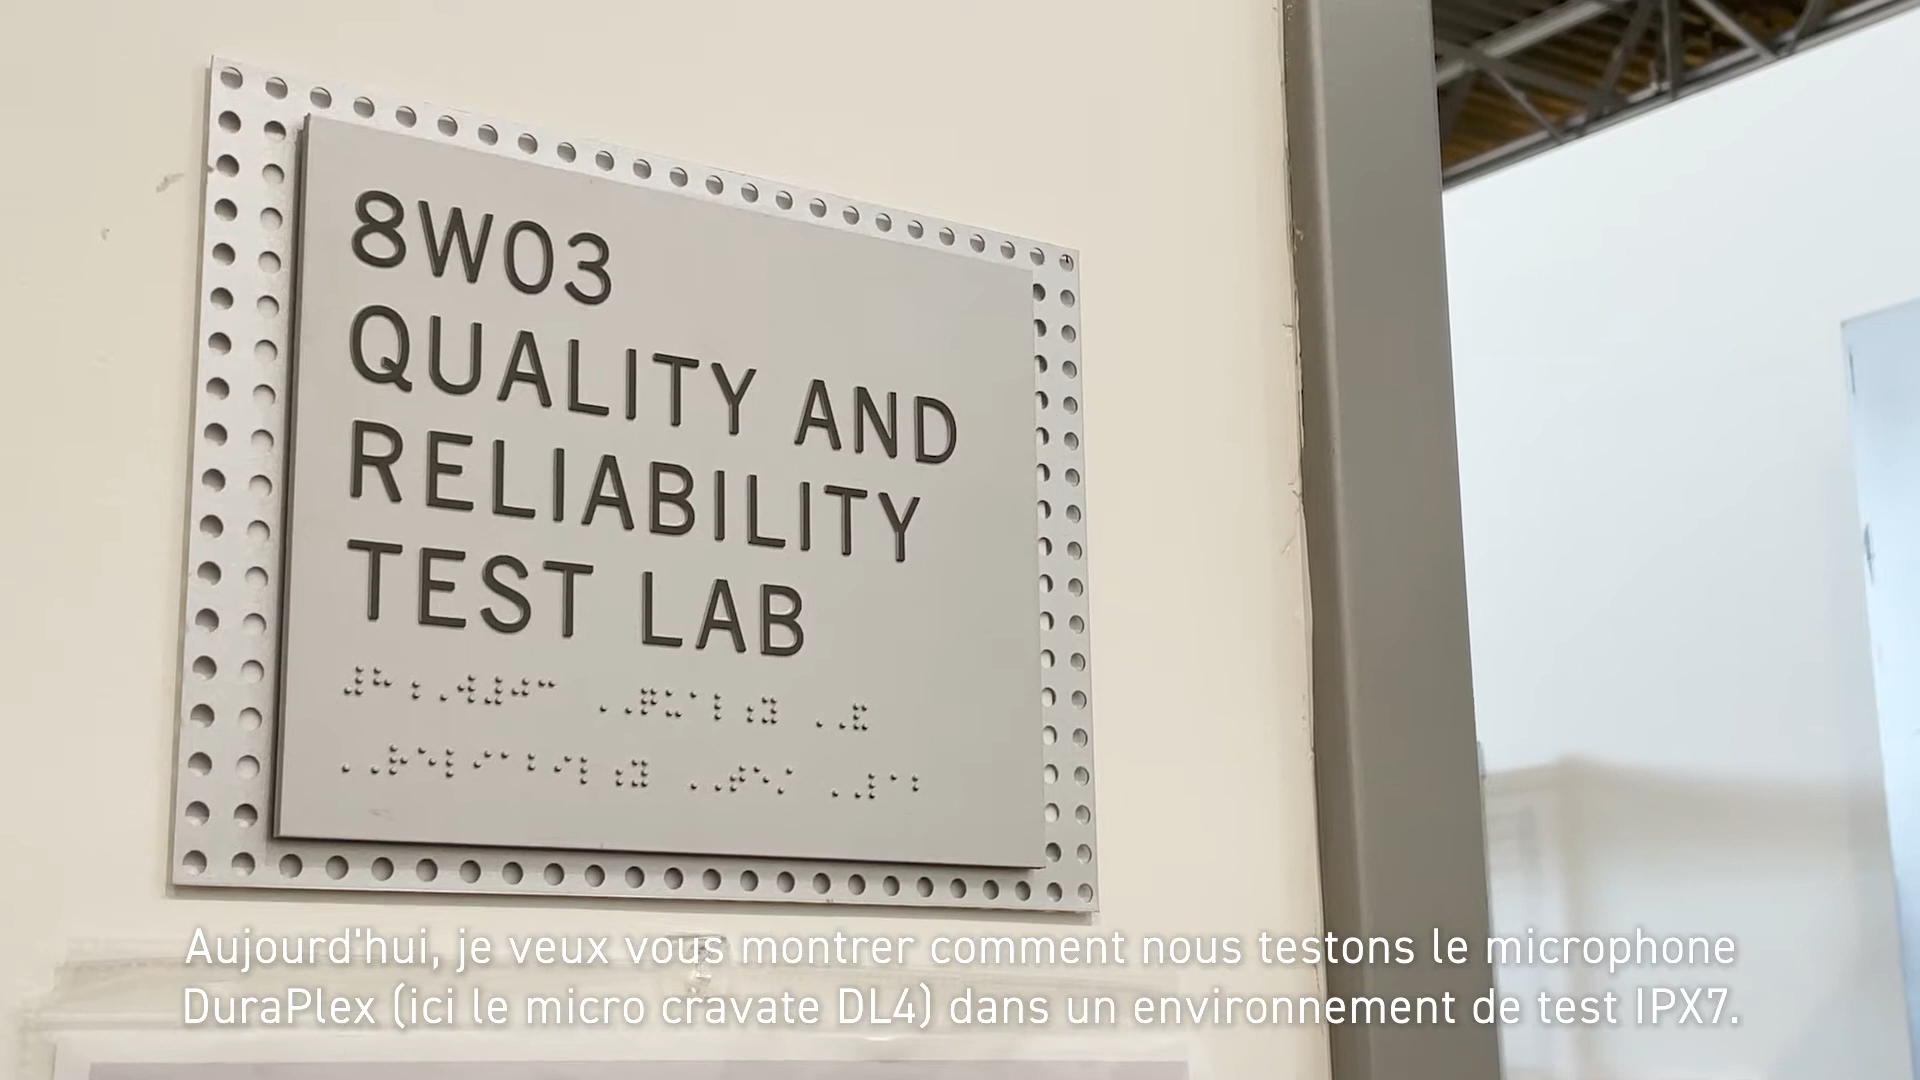 8W03
QUALITY AND
RELIABILITY
TEST LAB
Aujourd'hui, je veux vous montrer comment nous testons le microphone
DuraPlex (ici le micro cravate DL4) dans un environnement de test IPX7.